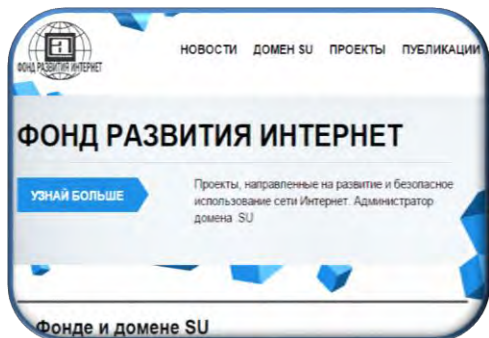 ФОНД РАЗВИТИЯ ИНТЕРНЕТ
НОВОСТИ ДОМЕН SU ПРОЕКТЫ ПУБЛИКАЦИИ
ФОНД РАЗВИТИЯ ИНТЕРНЕТ
УЗНАЙ БОЛЬШЕ
Проекты, направленные на развитие и безопасное
использование сети Интернет. Администратор
домена SU
Фонде и домене SU